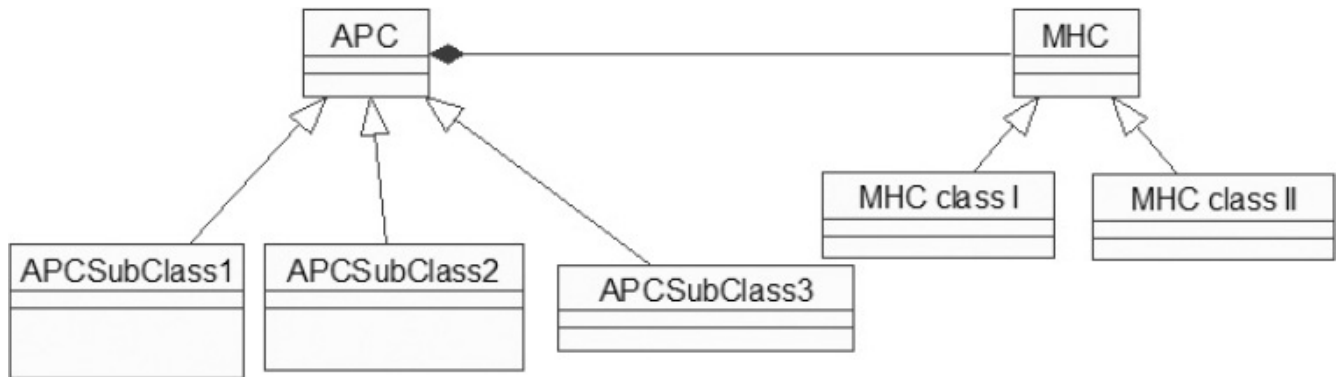 APC
MHC
MHC class I
MHC class II
APCSubClass1
APCSubClass2
APCSubClass3